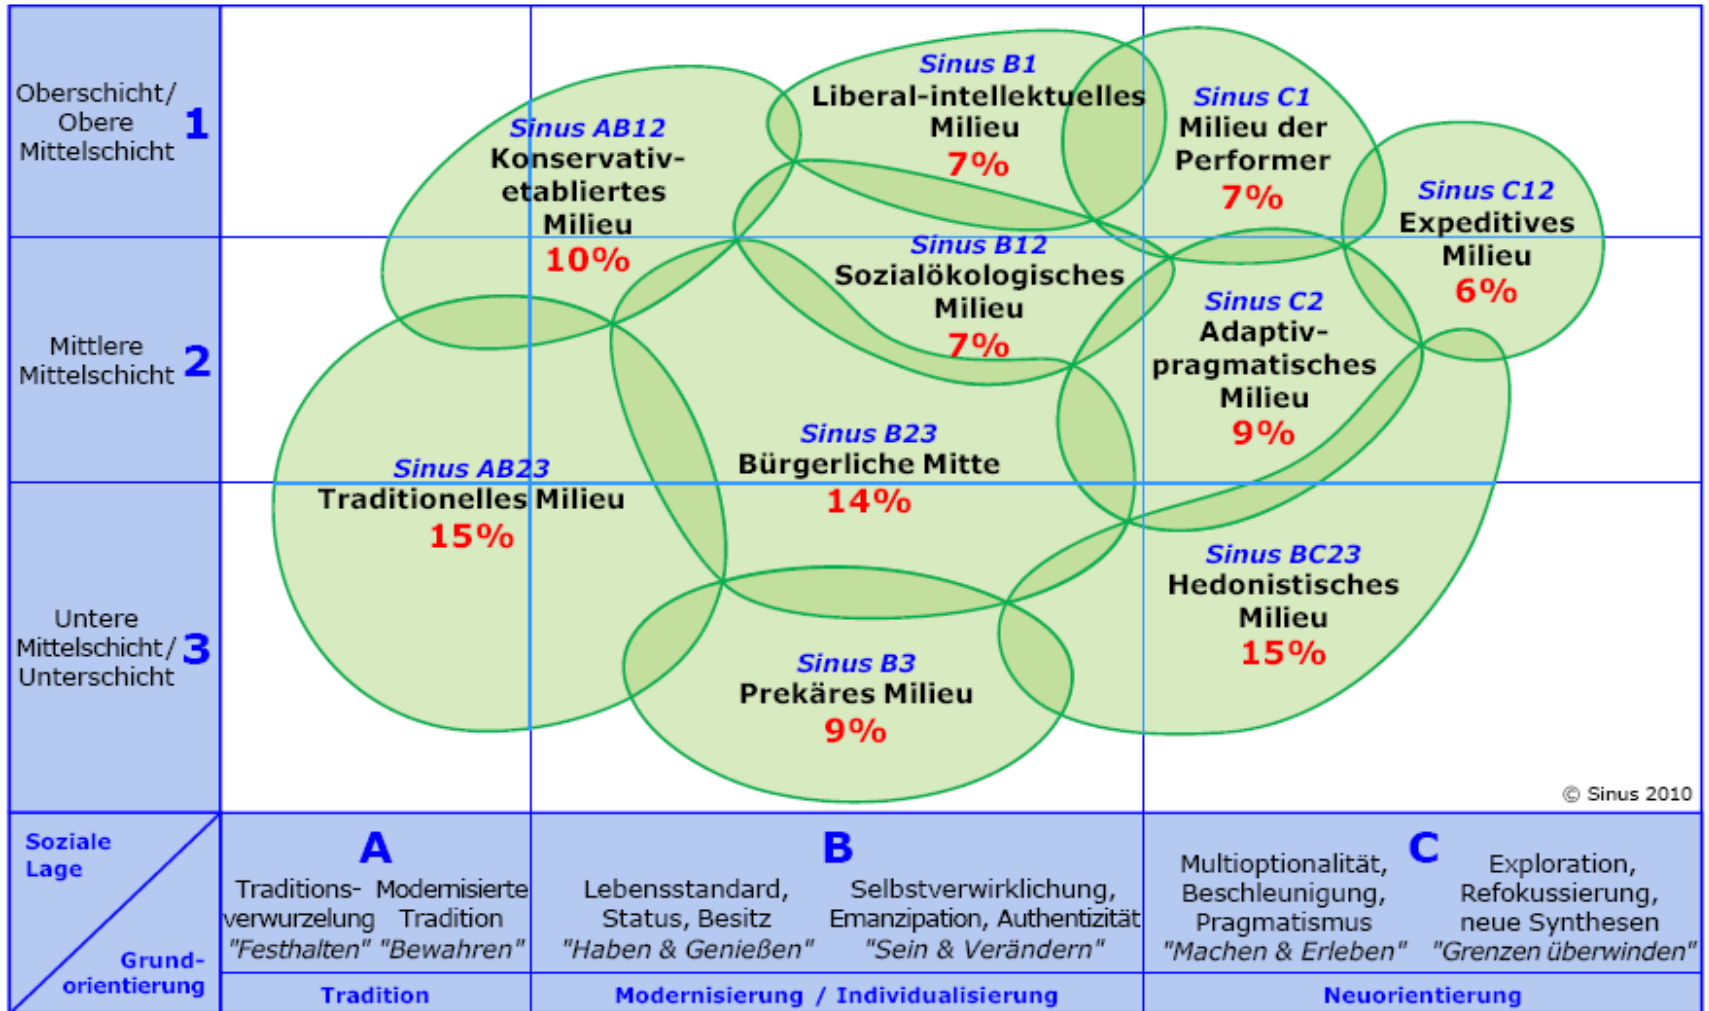 Oberschicht/
Obere
Mittelschicht
1
Mittlere
Mittelschicht
2
Untere
Mittelschicht/
Unterschicht
3
Sinus AB12
Konservativ-
etabliertes
Milieu
10%
Sinus B1
Liberal-intellektuelles
Milieu
7%
Sinus C1
Milieu der
Performer
7%
Sinus C12
Expeditives
Milieu
6%
Sinus B12
Sozialökologisches
Milieu
7%
Sinus C2
Adaptiv-
pragmatisches
Milieu
9%
Sinus AB23
Traditionelles Milieu
15%
Sinus B23
Bürgerliche Mitte
14%
Sinus BC23
Hedonistisches
Milieu
15%
Sinus B3
Prekäres Milieu
9%
© Sinus 2010
Soziale
Lage
Grund-
orientierung
A
Traditions-
verwurzelung
"Festhalten"
Modernisierte
Tradition
"Bewahren"
Tradition
B
Lebensstandard,
Status, Besitz
"Haben & Genießen"
Selbstverwirklichung,
Emanzipation, Authentizität
"Sein & Verändern"
Modernisierung / Individualisierung
C
Multioptionalität,
Beschleunigung,
Pragmatismus
"Machen & Erleben"
Exploration,
Refokussierung,
neue Synthesen
"Grenzen überwinden"
Neuorientierung